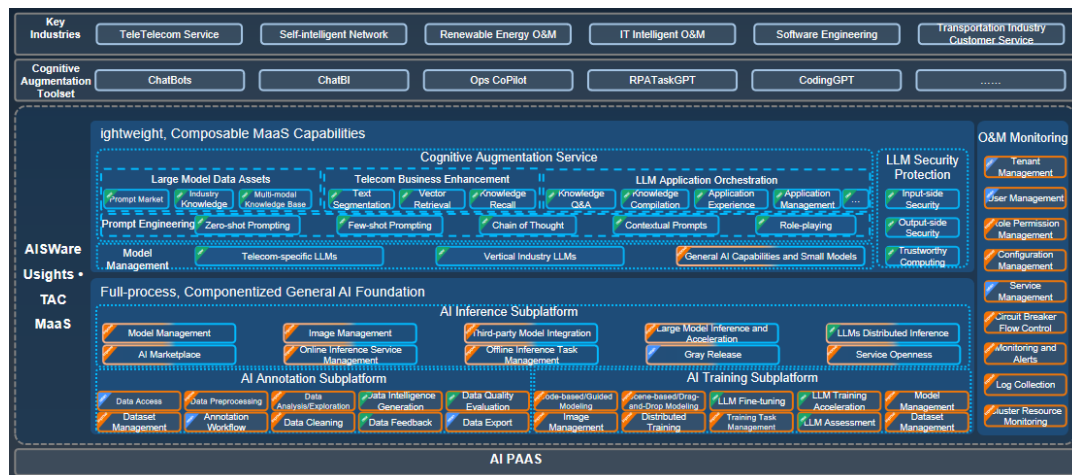 Key
Industries
TeleTelecom Service
Self-intelligent Network
Renewable Energy O&M
IT Intelligent O&M
Software Engineering
Transportation Industry
Customer Service
Cognitive
Augmentation
Toolset
ChatBots
ChatBI
Ops CoPilot
RPATaskGPT
CodingGPT
......
AISWare
Usights •
TAC
MaaS
ightweight, Composable MaaS Capabilities
Cognitive Augmentation Service
Large Model Data Assets
Prompt Market
Industry
Knowledge
Multi-modal
Knowledge Base
Telecom Business Enhancement
Text
Segmentation
Vector
Retrieval
Knowledge
Recall
LLM Application Orchestration
Knowledge
Q&A
Knowledge
Compilation
Application
Experience
Application
Management
...
Prompt Engineering
Zero-shot Prompting
Few-shot Prompting
Chain of Thought
Contextual Prompts
Role-playing
Model
Management
Telecom-specific LLMs
Vertical Industry LLMs
General AI Capabilities and Small Models
LLM Security
Protection
Input-side
Security
Output-side
Security
Trustworthy
Computing
Full-process, Componentized General AI Foundation
AI Inference Subplatform
Model Management
Image Management
Third-party Model Integration
Large Model Inference and
Acceleration
LLMs Distributed Inference
AI Marketplace
Online Inference Service
Management
Offline Inference Task
Management
Gray Release
Service Openness
AI Annotation Subplatform
Data Access
Data Preprocessing
Data
Analysis/Exploration
Data Intelligence
Generation
Data Quality
Evaluation
Dataset
Management
Annotation
Workflow
Data Cleaning
Data Feedback
Data Export
AI Training Subplatform
Code-based/Guided
Modeling
Scene-based/Drag-
and-Drop Modeling
LLM Fine-tuning
LLM Training
Acceleration
Model
Management
Image
Management
Distributed
Training
Training Task
Management
LLM Assessment
Dataset
Management
O&M Monitoring
Tenant
Management
User Management
Role Permission
Management
Configuration
Management
Service
Management
Circuit Breaker
Flow Control
Monitoring and
Alerts
Log Collection
Cluster Resource
Monitoring
AI PAAS